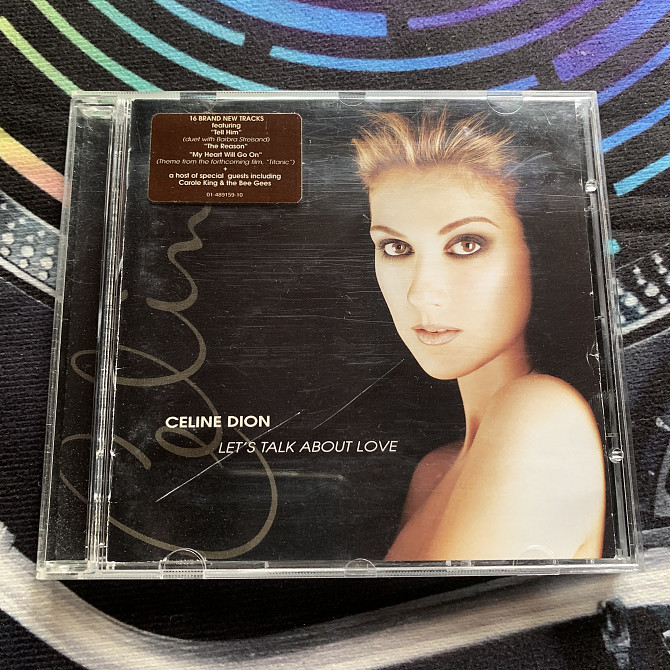 16 BRAND NEW TRACKS
featuring
"Tell Him"
(duet with Barbra Streisand)
"The Reason"
"My Heart Will Go On"
(Theme from the forthcoming film, "Titanic")
+
a host of special guests including
Carole King & the Bee Gees
01-489159-10
Celine
CELINE DION
LET'S TALK ABOUT LOVE